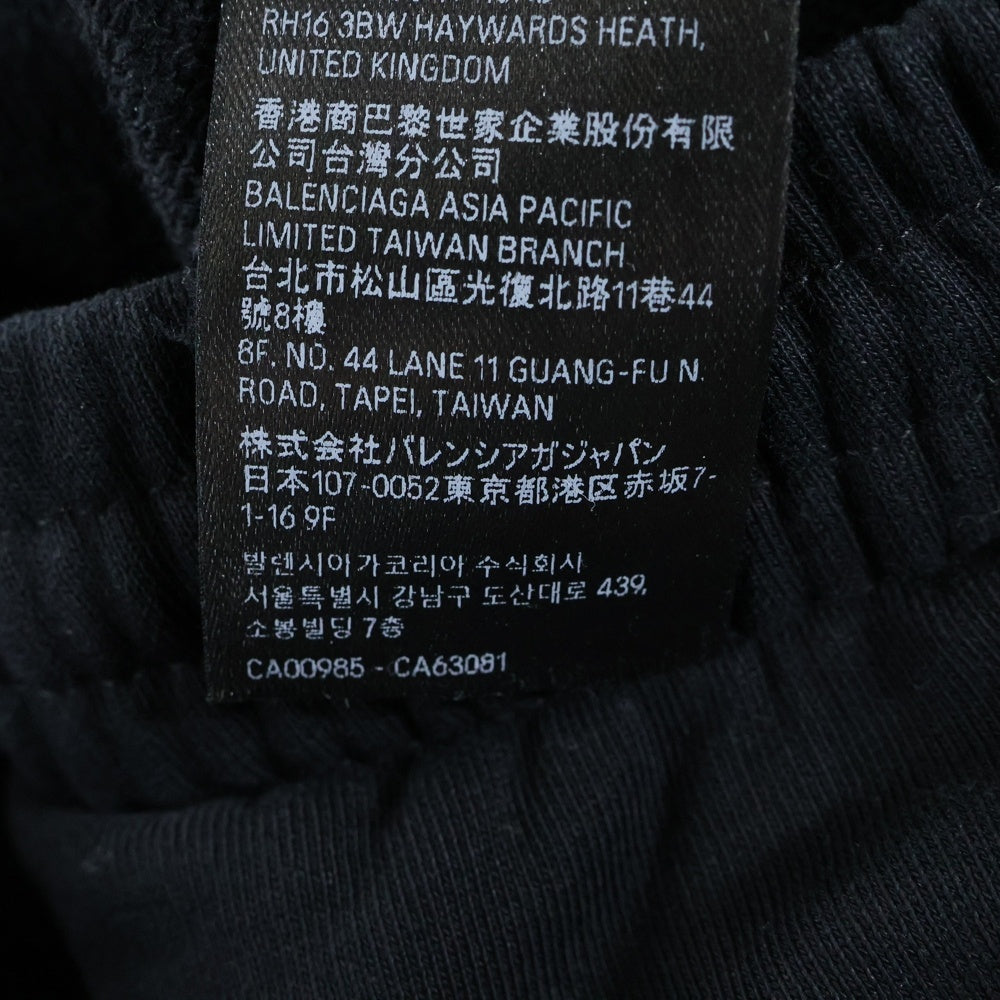 RH16 3BW HAYWARDS HEATH,
UNITED KINGDOM
香港商巴黎世家企業股份有限
公司台灣分公司
BALENCIAGA ASIA PACIFIC
LIMITED TAIWAN BRANCH
台北市松山區光復北路11巷44
號8樓
8F. NO. 44 LANE 11 GUANG-FU N.
ROAD, TAPEI, TAIWAN
株式会社バレンシアガジャパン
日本107-0052東京都港区赤坂7-
1-16 9F
발렌시아가코리아 수식회사
서울특별시 강남구 도산대로 439,
소봉빌딩 7층
CA00985 - CA63081